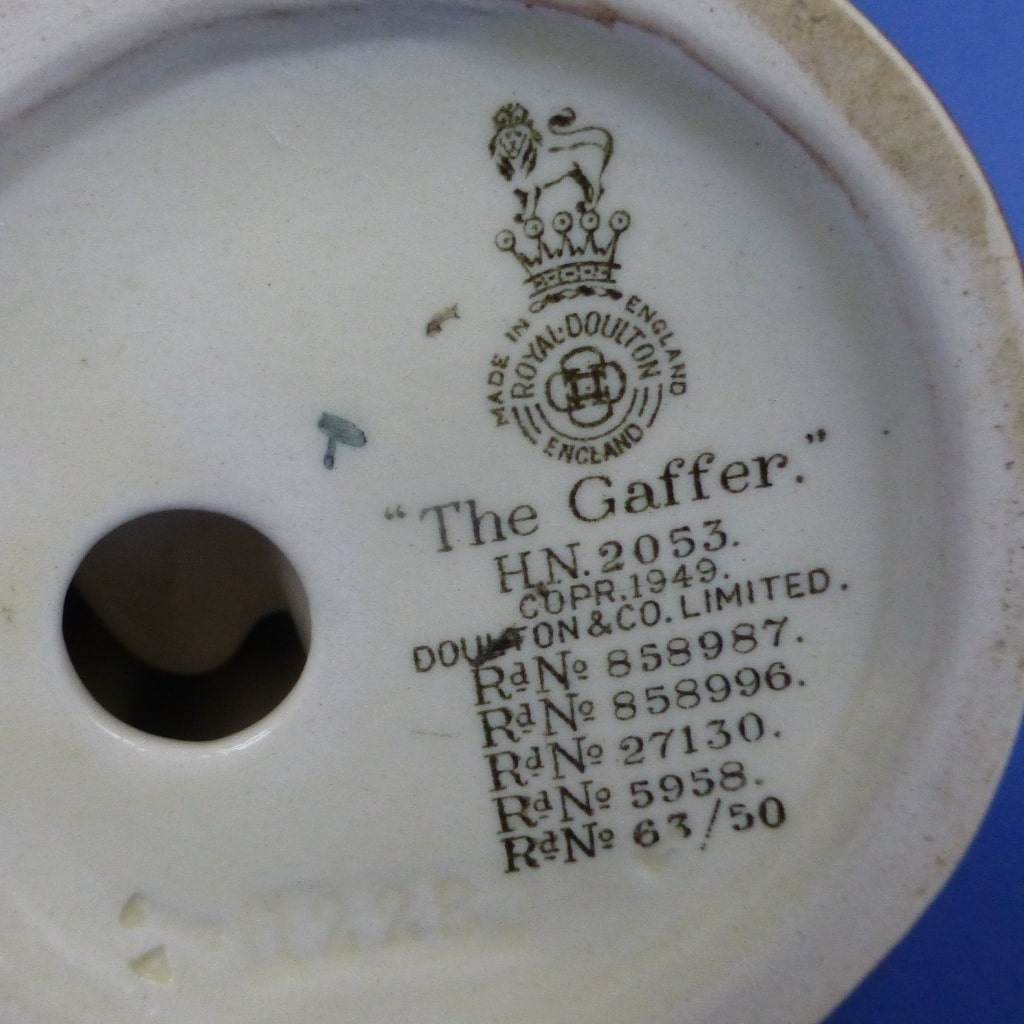 MADE IN ENGLAND
ROYAL·DOULTON
ENGLAND
"The Gaffer."
H.N.2053.
COPR.1949.
DOULTON & CO. LIMITED.
Rd No 858987.
Rd No 858996.
Rd No 27130.
Rd No 5958.
Rd No 63/50